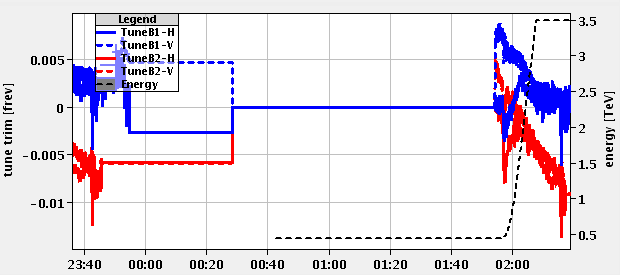 Legend
TuneB1-H
TuneB1-V
TuneB2-H
TuneB2-V
Energy
tune trim [frev]
0.005
0
-0.005
-0.01
3.5
3
2.5
2
1.5
1
0.5
energy [TeV]
23:40 00:00 00:20 00:40 01:00 01:20 01:40 02:00